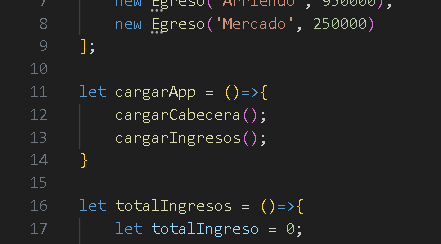 7 new Egreso('Arriendo', 950000),
8 new Egreso('Mercado', 250000)
9 ];
10
11 let cargarApp = ()=>{
12 cargarCabecera();
13 cargarIngresos();
14 }
15
16 let totalIngresos = ()=>{
17 let totalIngreso = 0;